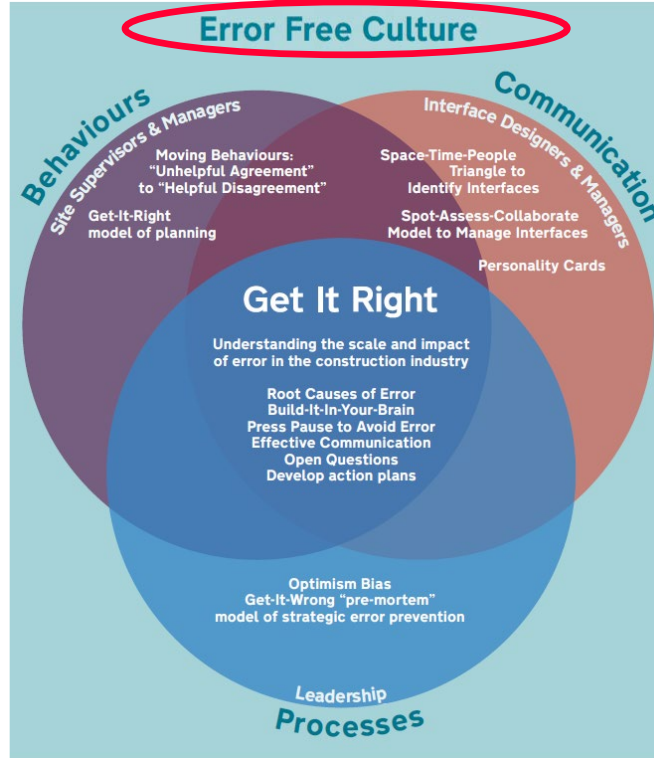 Error Free Culture
Behaviours
Communication
Site Supervisors & Managers
Interface Designers & Managers
Moving Behaviours:
“Unhelpful Agreement”
to “Helpful Disagreement”
Get-It-Right
model of planning
Space-Time-People
Triangle to
Identify Interfaces
Spot-Assess-Collaborate
Model to Manage Interfaces
Personality Cards
Get It Right
Understanding the scale and impact
of error in the construction industry
Root Causes of Error
Build-It-In-Your-Brain
Press Pause to Avoid Error
Effective Communication
Open Questions
Develop action plans
Optimism Bias
Get-It-Wrong “pre-mortem”
model of strategic error prevention
Leadership
Processes